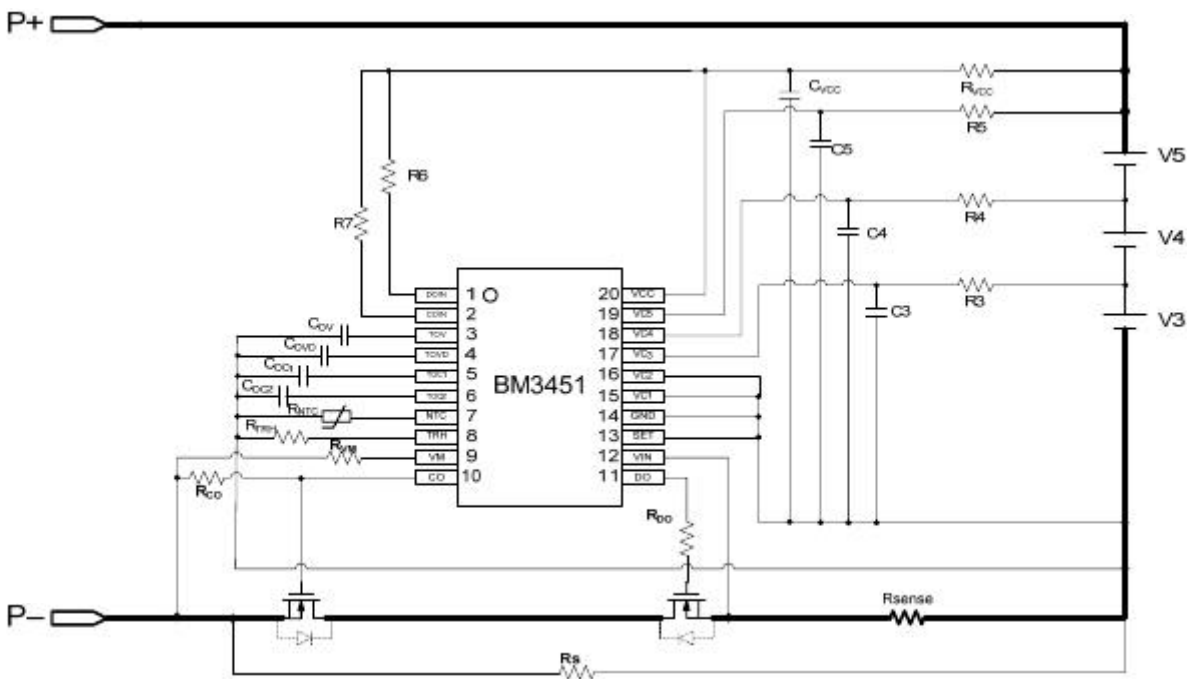 P+
CVCC
RVCC
R5
C5
V5
R6
R7
R4
C4
V4
R3
C3
V3
BM3451
DOIN 1
COIN 2
TOV 3
TOVD 4
TOC1 5
TOC2 6
NTC 7
TRH 8
VM 9
CO 10
20 VCC
19 VC5
18 VC4
17 VC3
16 VC2
15 VC1
14 GND
13 SET
12 VIN
11 DO
COV
COVD
COC1
COC2
RNTC
RTRH
RVM
RCO
RDO
Rsense
P–
Rs